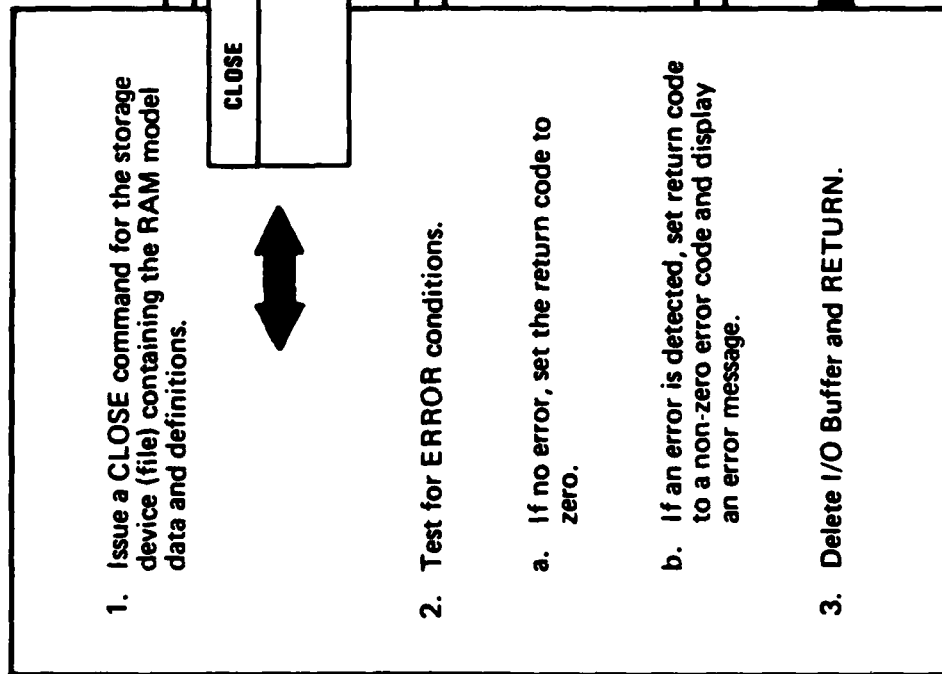 1. Issue a CLOSE command for the storage
device (file) containing the RAM model
data and definitions.
CLOSE
2. Test for ERROR conditions.
a. If no error, set the return code to
zero.
b. If an error is detected, set return code
to a non-zero error code and display
an error message.
3. Delete I/O Buffer and RETURN.